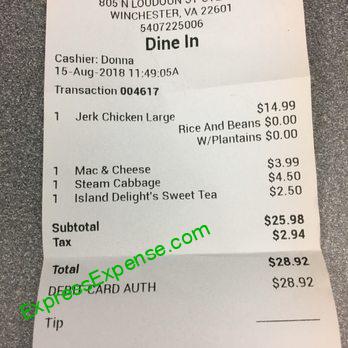 805 N LOUDOUN ST
WINCHESTER, VA 22601
5407225006
Dine In
Cashier: Donna
15-Aug-2018 11:49:05A
Transaction 004617
1 Jerk Chicken Large $14.99
Rice And Beans $0.00
W/Plantains $0.00
1 Mac & Cheese $3.99
1 Steam Cabbage $4.50
1 Island Delight's Sweet Tea $2.50
Subtotal $25.98
Tax $2.94
Total $28.92
DEBIT CARD AUTH $28.92
Tip
ExpressExpense.com